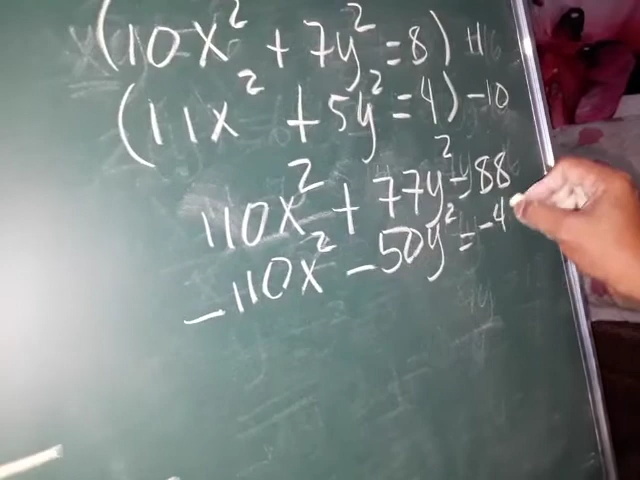 (10x² + 7y² = 8) 11
(11x² + 5y² = 4) -10
110x² + 77y² = 88
-110x² - 50y² = -4